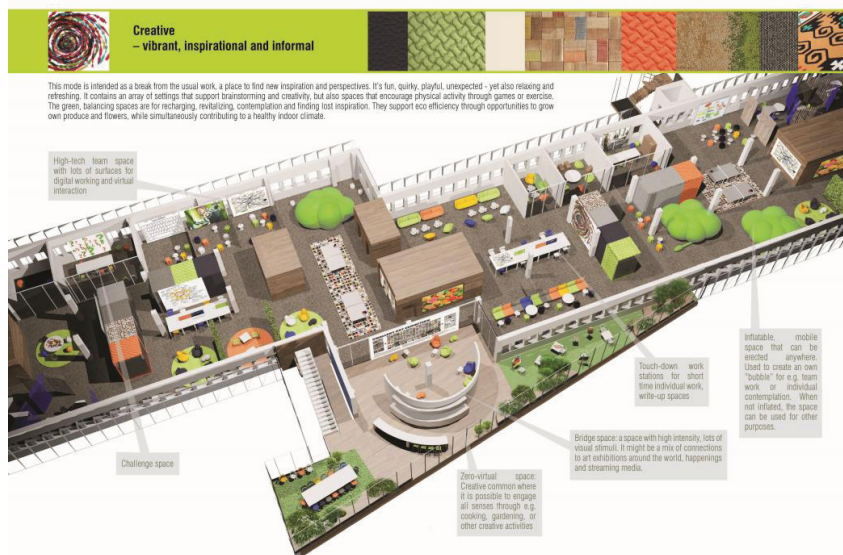 Creative
– vibrant, inspirational and informal
This mode is intended as a break from the usual work, a place to find new inspiration and perspectives. It's fun, quirky, playful, unexpected - yet also relaxing and
refreshing. It contains an array of settings that support brainstorming and creativity, but also spaces that encourage physical activity through games or exercise.
The green, balancing spaces are for recharging, revitalizing, contemplation and finding lost inspiration. They support eco efficiency through opportunities to grow
own produce and flowers, while simultaneously contributing to a healthy indoor climate.
High-tech team space
with lots of surfaces for
digital working and virtual
interaction
Challenge space
Zero-virtual space:
Creative common where
it is possible to engage
all senses through e.g.
cooking, gardening, or
other creative activities
Bridge space: a space with high intensity, lots of
visual stimuli. It might be a mix of connections
to art exhibitions around the world, happenings
and streaming media.
Touch-down work
stations for short
time individual work,
write-up spaces
Inflatable, mobile
space that can be
erected anywhere.
Used to create an own
"bubble" for e.g. team
work or individual
contemplation. When
not inflated, the space
can be used for other
purposes.